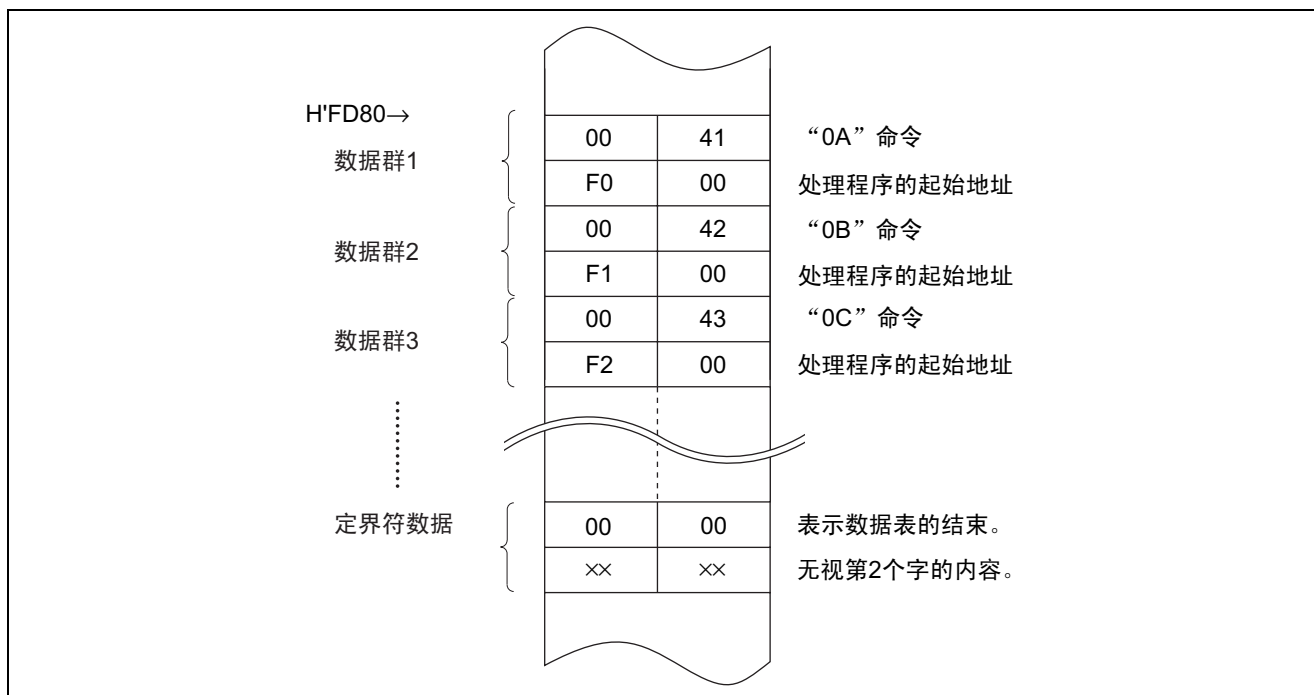 H'FD80→
数据群1
00 41 “0A”命令
F0 00 处理程序的起始地址
数据群2
00 42 “0B”命令
F1 00 处理程序的起始地址
数据群3
00 43 “0C”命令
F2 00 处理程序的起始地址
定界符数据
00 00 表示数据表的结束。
×× ×× 无视第2个字的内容。